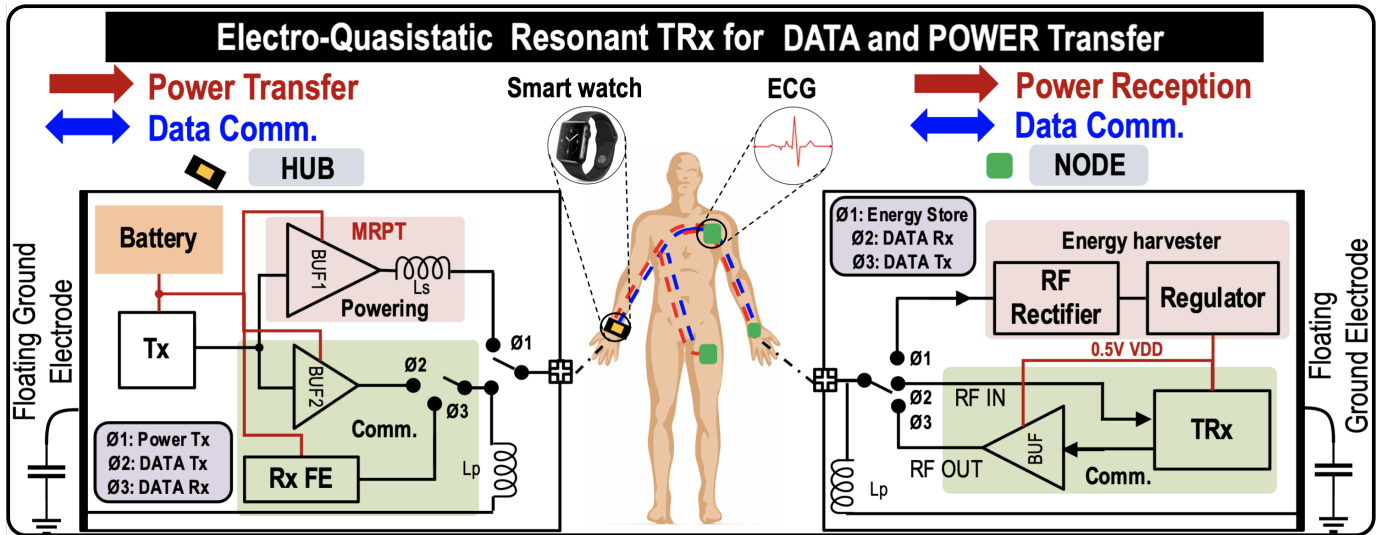 Electro-Quasistatic Resonant TRx for DATA and POWER Transfer
Power Transfer
Data Comm.
HUB
Smart watch
ECG
Power Reception
Data Comm.
NODE
Floating Ground
Electrode
Battery
Tx
MRPT
BUF1
Ls
Powering
BUF2
Ø1
Ø2
Ø3
Comm.
Rx FE
Lp
Ø1: Power Tx
Ø2: DATA Tx
Ø3: DATA Rx
Ø1: Energy Store
Ø2: DATA Rx
Ø3: DATA Tx
Energy harvester
RF
Rectifier
Regulator
0.5V VDD
Ø1
Ø2
Ø3
RF IN
RF OUT
BUF
TRx
Comm.
Lp
Floating
Ground Electrode